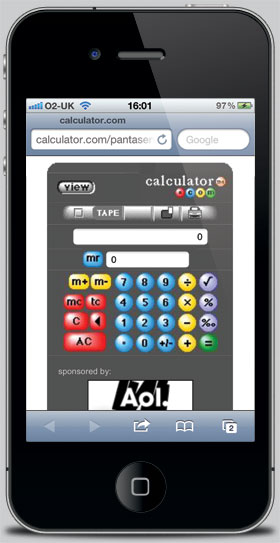 O2-UK 16:01 97%
calculator.com
calculator.com/pantase Google
view calculator
.com
TAPE
0
mr 0
m+ m- 7 8 9 ÷ √
mc tc 4 5 6 × %
C 1 2 3 - ‰
AC • 0 +/- + =
sponsored by:
Aol.
2